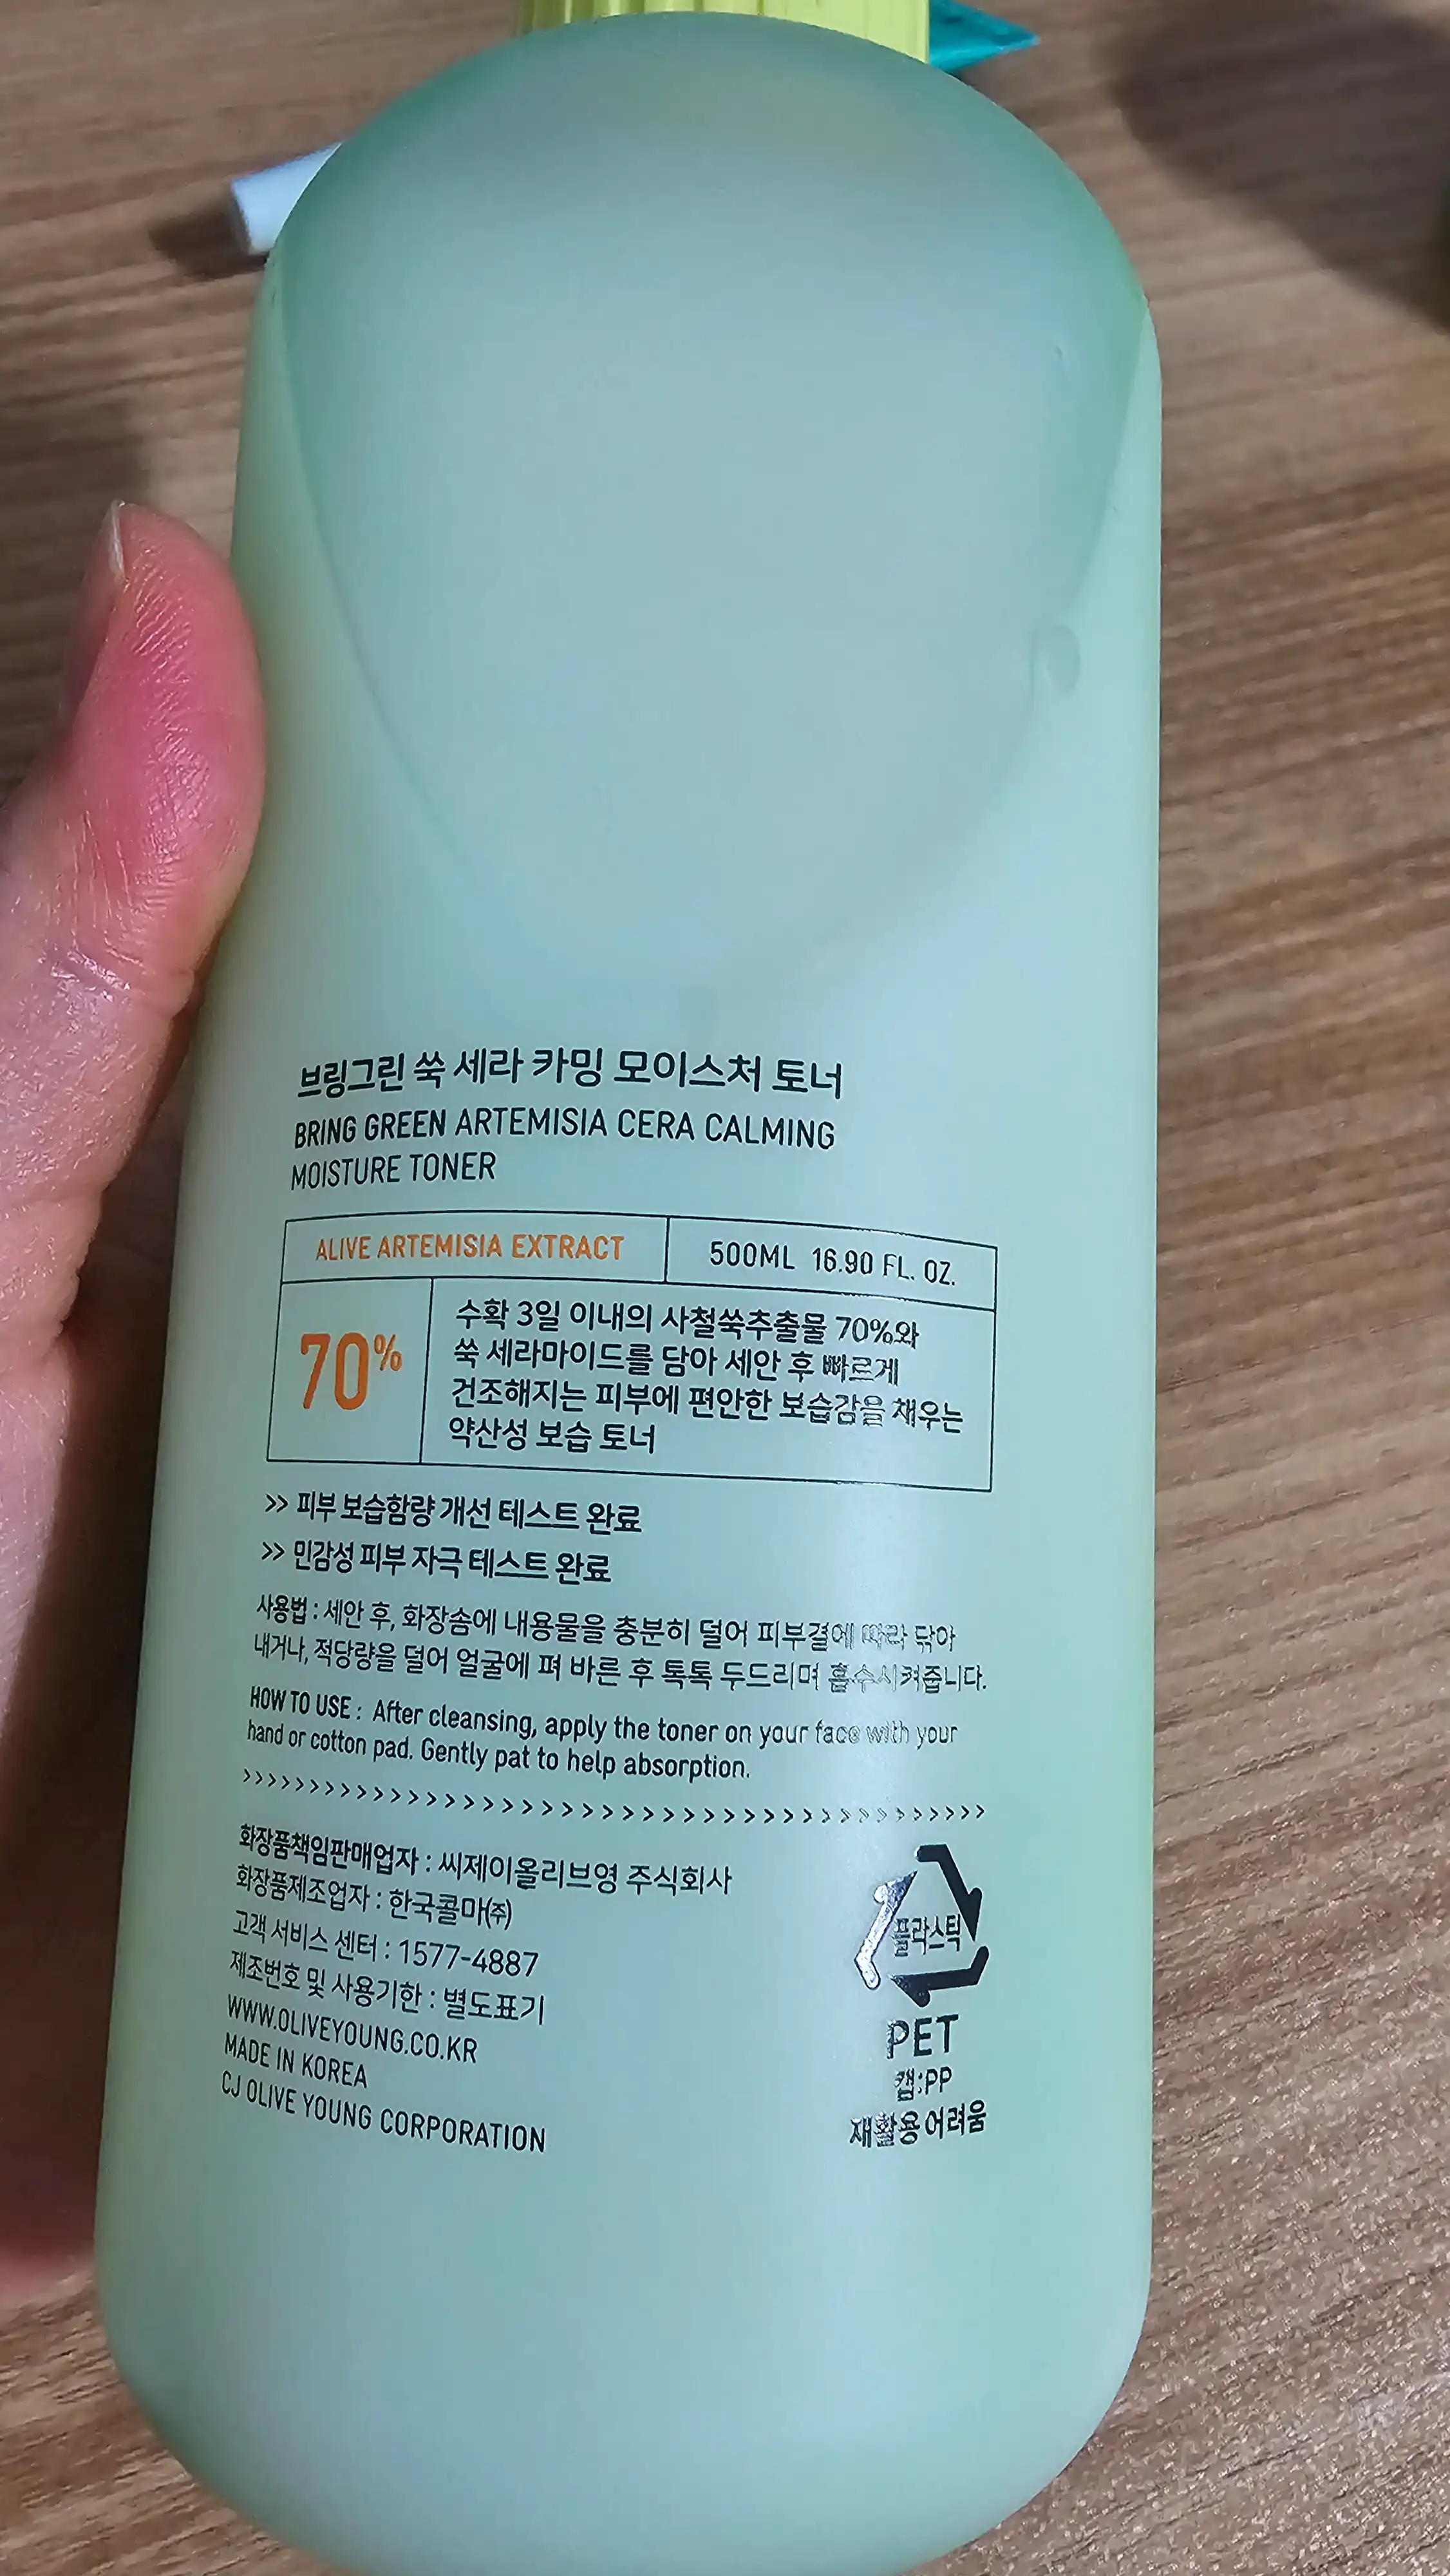 브링그린 쑥 세라 카밍 모이스처 토너
BRING GREEN ARTEMISIA CERA CALMING
MOISTURE TONER
ALIVE ARTEMISIA EXTRACT
500ML 16.90 FL. OZ.
70%
수확 3일 이내의 사철쑥추출물 70%와
쑥 세라마이드를 담아 세안 후 빠르게
건조해지는 피부에 편안한 보습감을 채우는
약산성 보습 토너
>> 피부 보습함량 개선 테스트 완료
>> 민감성 피부 자극 테스트 완료
사용법 : 세안 후, 화장솜에 내용물을 충분히 덜어 피부결에 따라 닦아
내거나, 적당량을 덜어 얼굴에 펴 바른 후 톡톡 두드리며 흡수시켜줍니다.
HOW TO USE : After cleansing, apply the toner on your face with your
hand or cotton pad. Gently pat to help absorption.
화장품책임판매업자 : 씨제이올리브영 주식회사
화장품제조업자 : 한국콜마㈜
고객 서비스 센터 : 1577-4887
제조번호 및 사용기한 : 별도표기
WWW.OLIVEYOUNG.CO.KR
MADE IN KOREA
CJ OLIVE YOUNG CORPORATION
플라스틱
PET
캡:PP
재활용 어려움